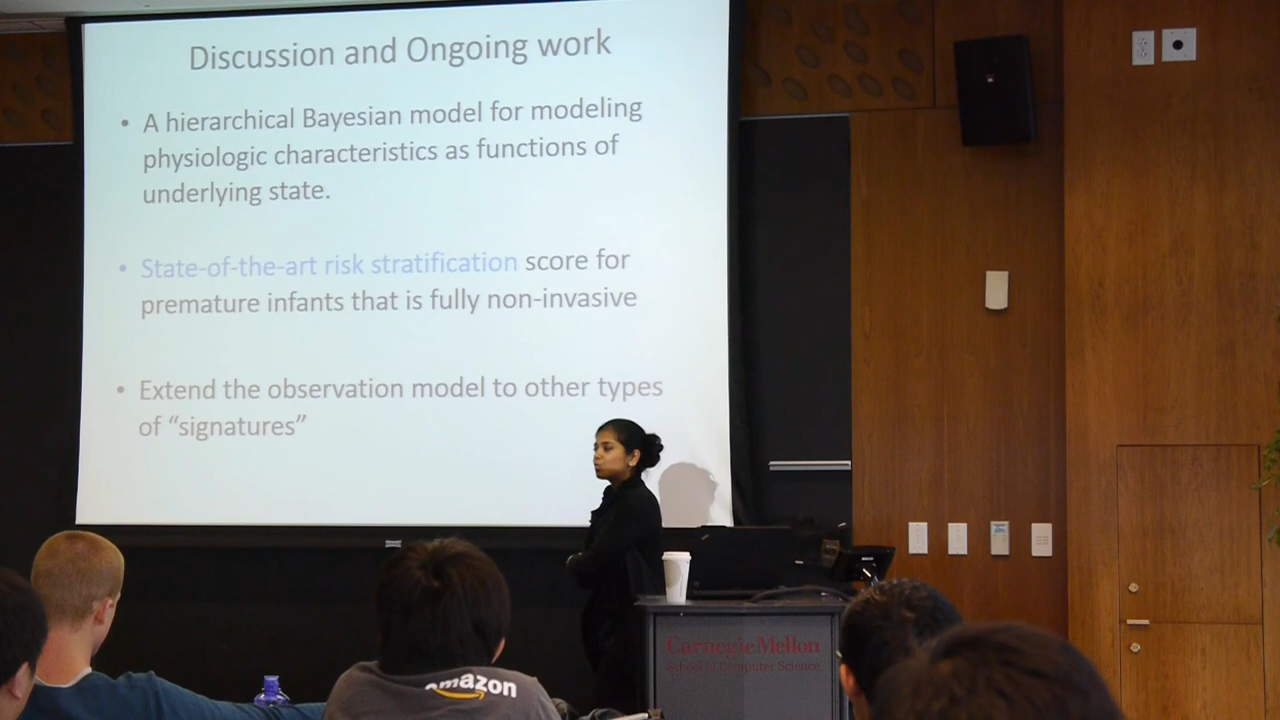 Discussion and Ongoing work
• A hierarchical Bayesian model for modeling
physiologic characteristics as functions of
underlying state.
• State-of-the-art risk stratification score for
premature infants that is fully non-invasive
• Extend the observation model to other types
of “signatures”
Carnegie Mellon
School of Computer Science
amazon